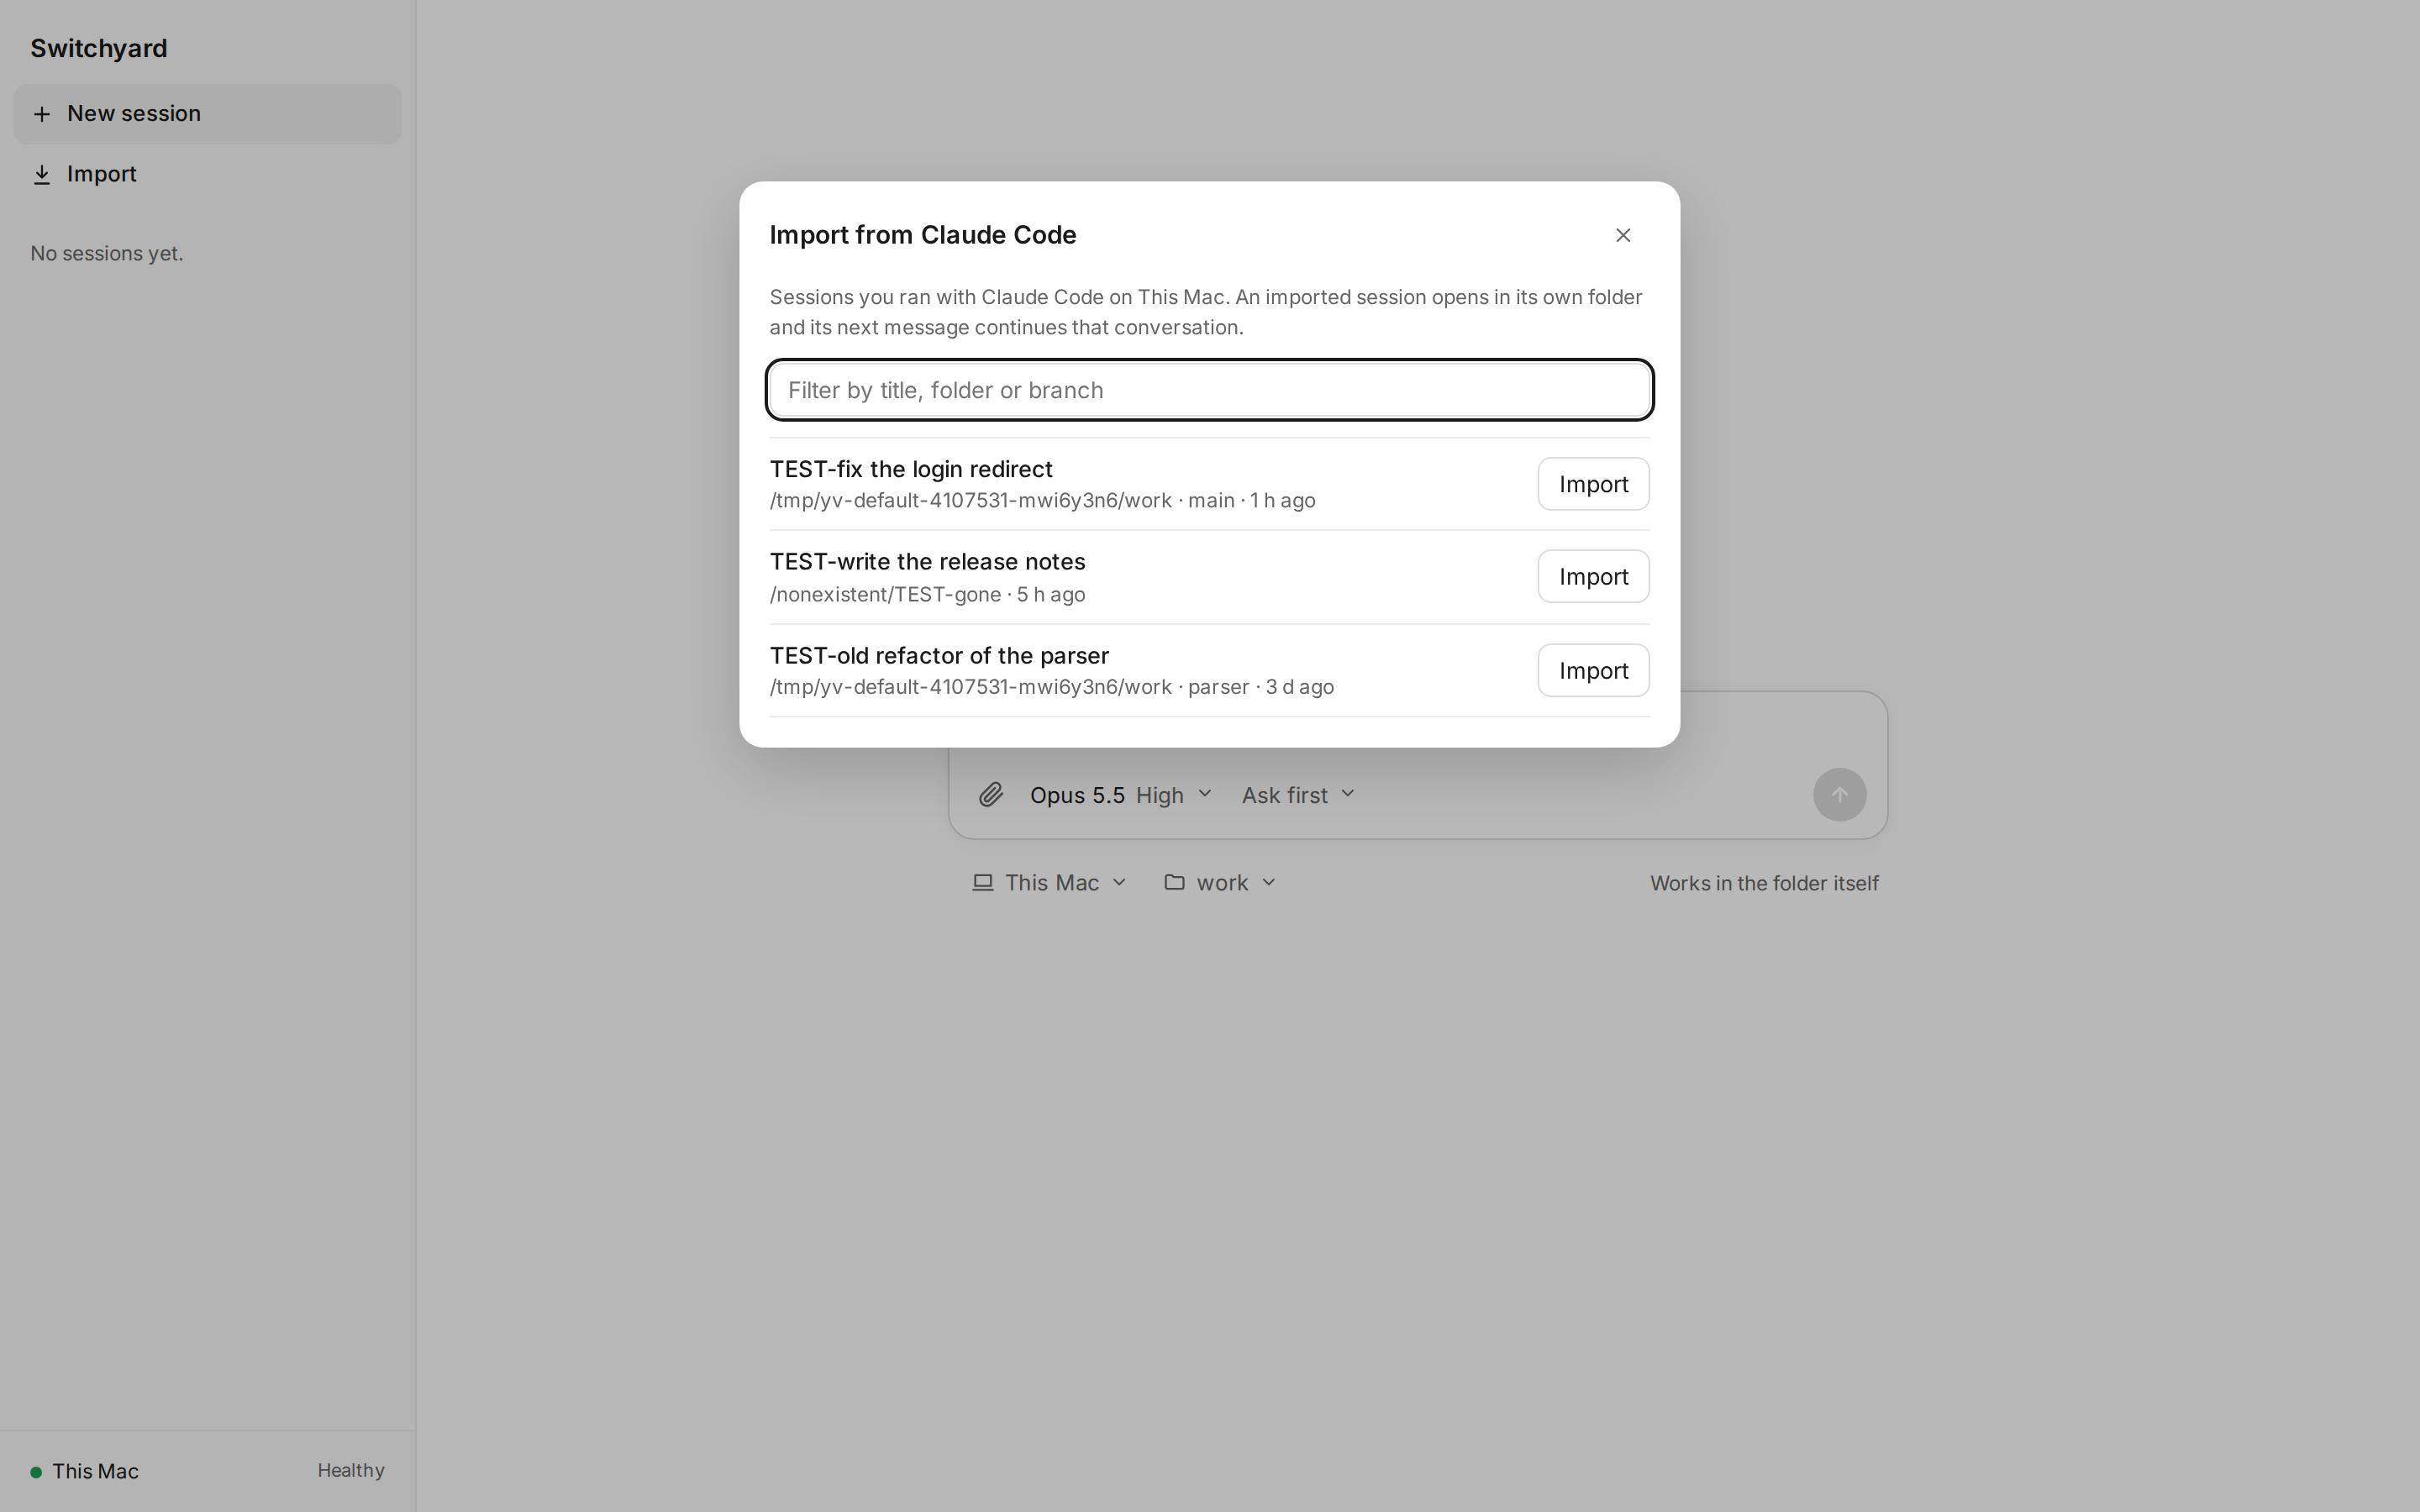 Switchyard
New session
Import
No sessions yet.
Import from Claude Code
Sessions you ran with Claude Code on This Mac. An imported session opens in its own folder
and its next message continues that conversation.
Filter by title, folder or branch
TEST-fix the login redirect
/tmp/yv-default-4107531-mwi6y3n6/work · main · 1 h ago
Import
TEST-write the release notes
/nonexistent/TEST-gone · 5 h ago
Import
TEST-old refactor of the parser
/tmp/yv-default-4107531-mwi6y3n6/work · parser · 3 d ago
Import
Opus 5.5 High Ask first
This Mac work Works in the folder itself
This Mac Healthy